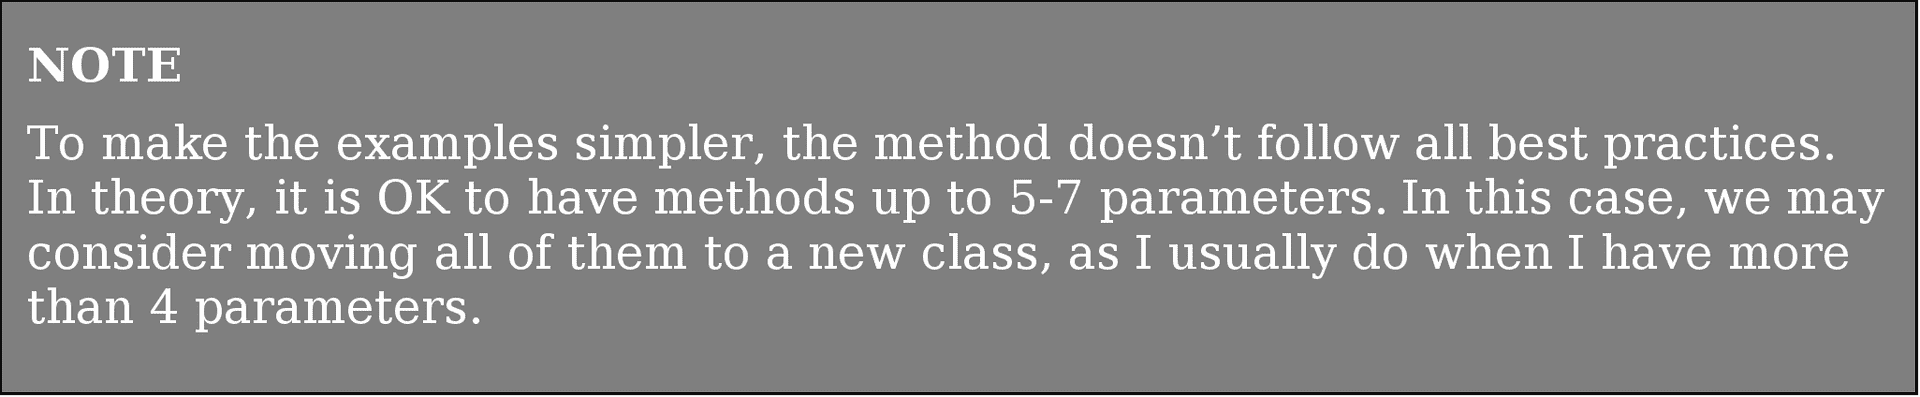 NOTE
To make the examples simpler, the method doesn’t follow all best practices.
In theory, it is OK to have methods up to 5-7 parameters. In this case, we may
consider moving all of them to a new class, as I usually do when I have more
than 4 parameters.